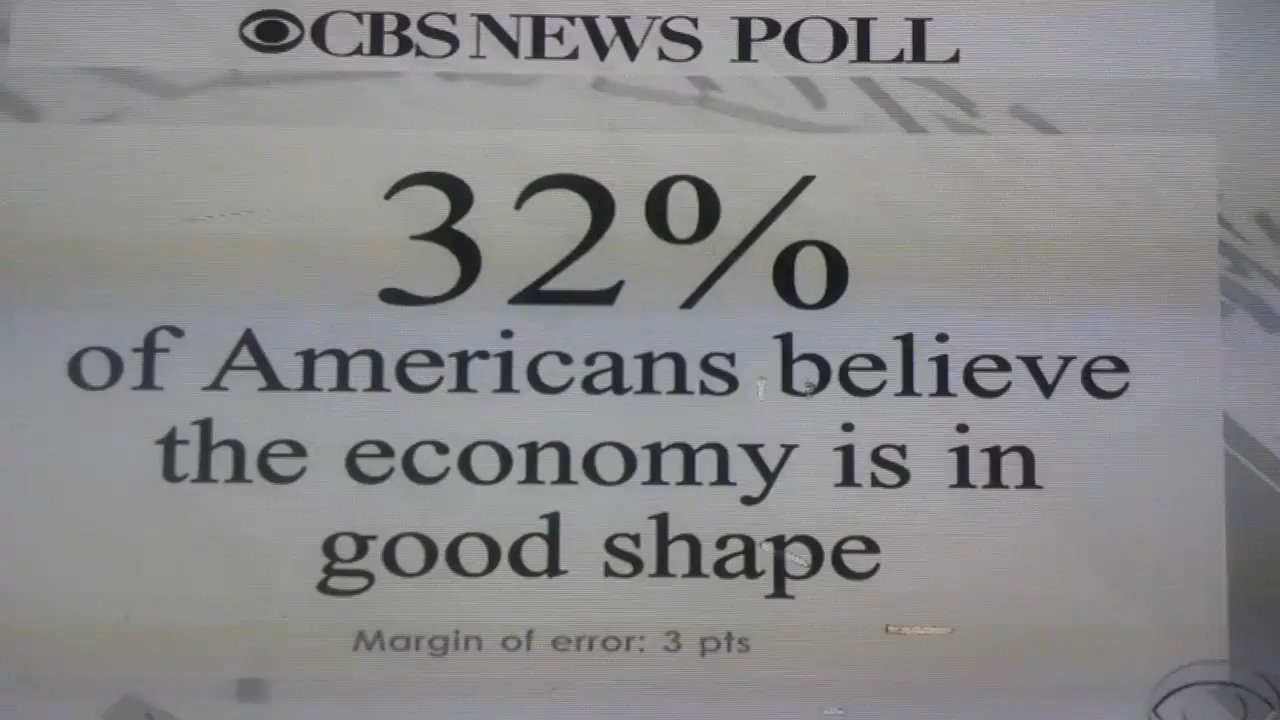 CBS NEWS POLL
32%
of Americans believe
the economy is in
good shape
Margin of error: 3 pts